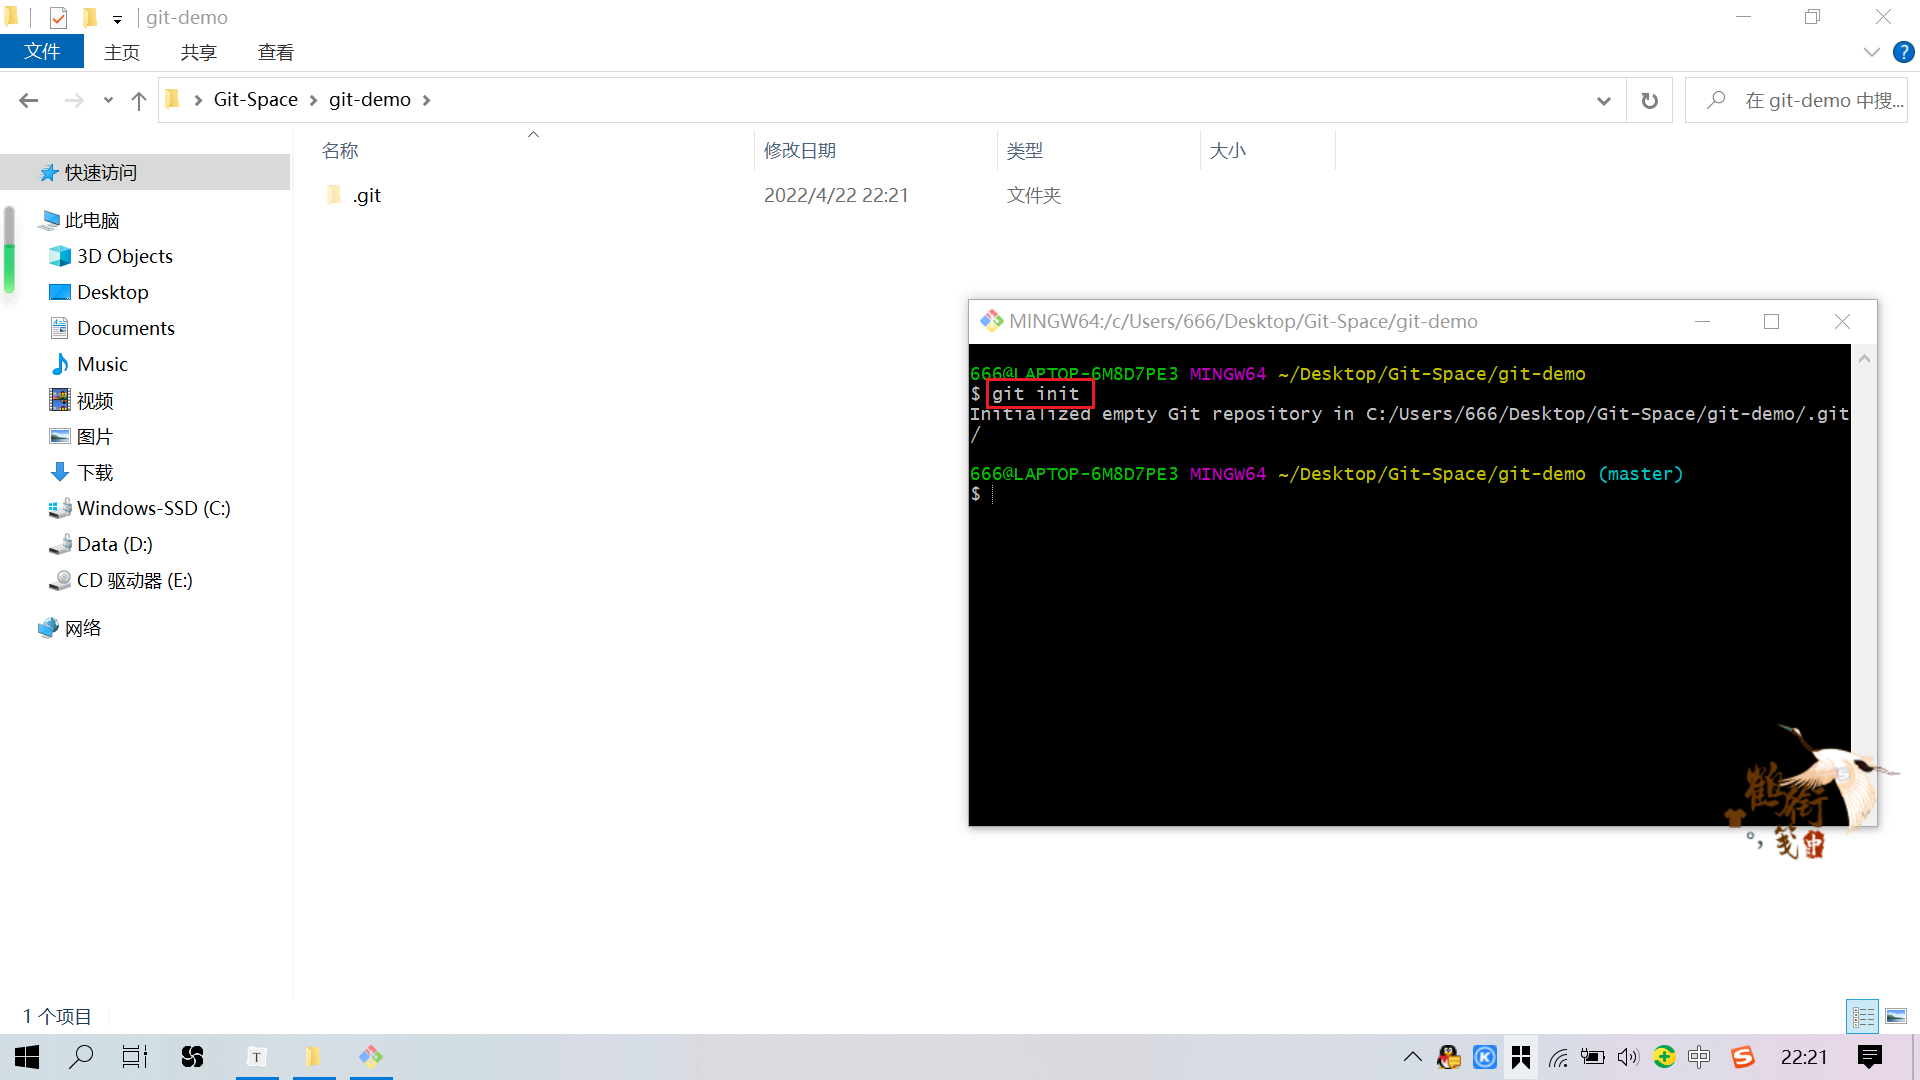 git-demo
文件 主页 共享 查看
Git-Space git-demo
在 git-demo 中搜...
名称 修改日期 类型 大小
.git 2022/4/22 22:21 文件夹
快速访问
此电脑
3D Objects
Desktop
Documents
Music
视频
图片
下载
Windows-SSD (C:)
Data (D:)
CD 驱动器 (E:)
网络
MINGW64:/c/Users/666/Desktop/Git-Space/git-demo
666@LAPTOP-6M8D7PE3 MINGW64 ~/Desktop/Git-Space/git-demo
$ git init
Initialized empty Git repository in C:/Users/666/Desktop/Git-Space/git-demo/.git
/
666@LAPTOP-6M8D7PE3 MINGW64 ~/Desktop/Git-Space/git-demo (master)
$
鹤衔
笺 中
1 个项目
T
中
22:21